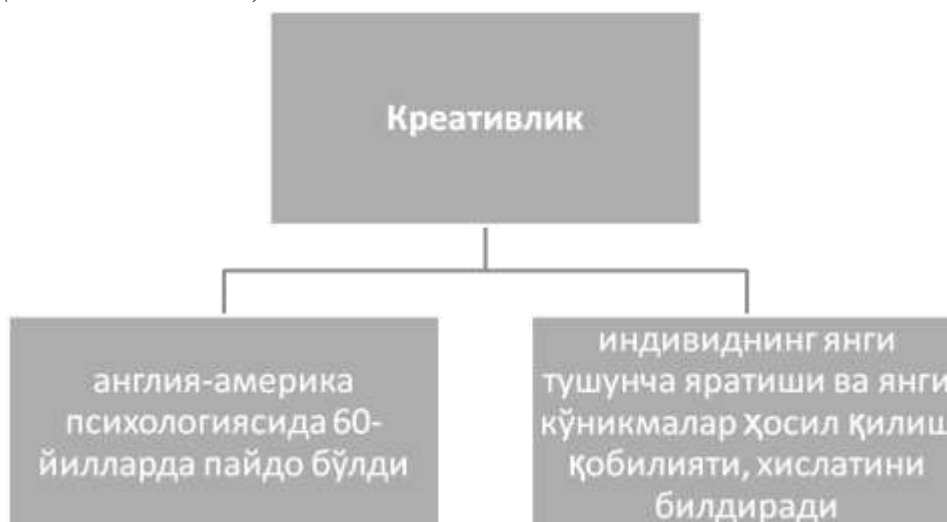 Креативлик
англия-америка
психологиясида 60-
йилларда пайдо бўлди
индивиднинг янги
тушунча яратиши ва янги
кўникмалар ҳосил қилиш
қобилияти, хислатини
билдиради